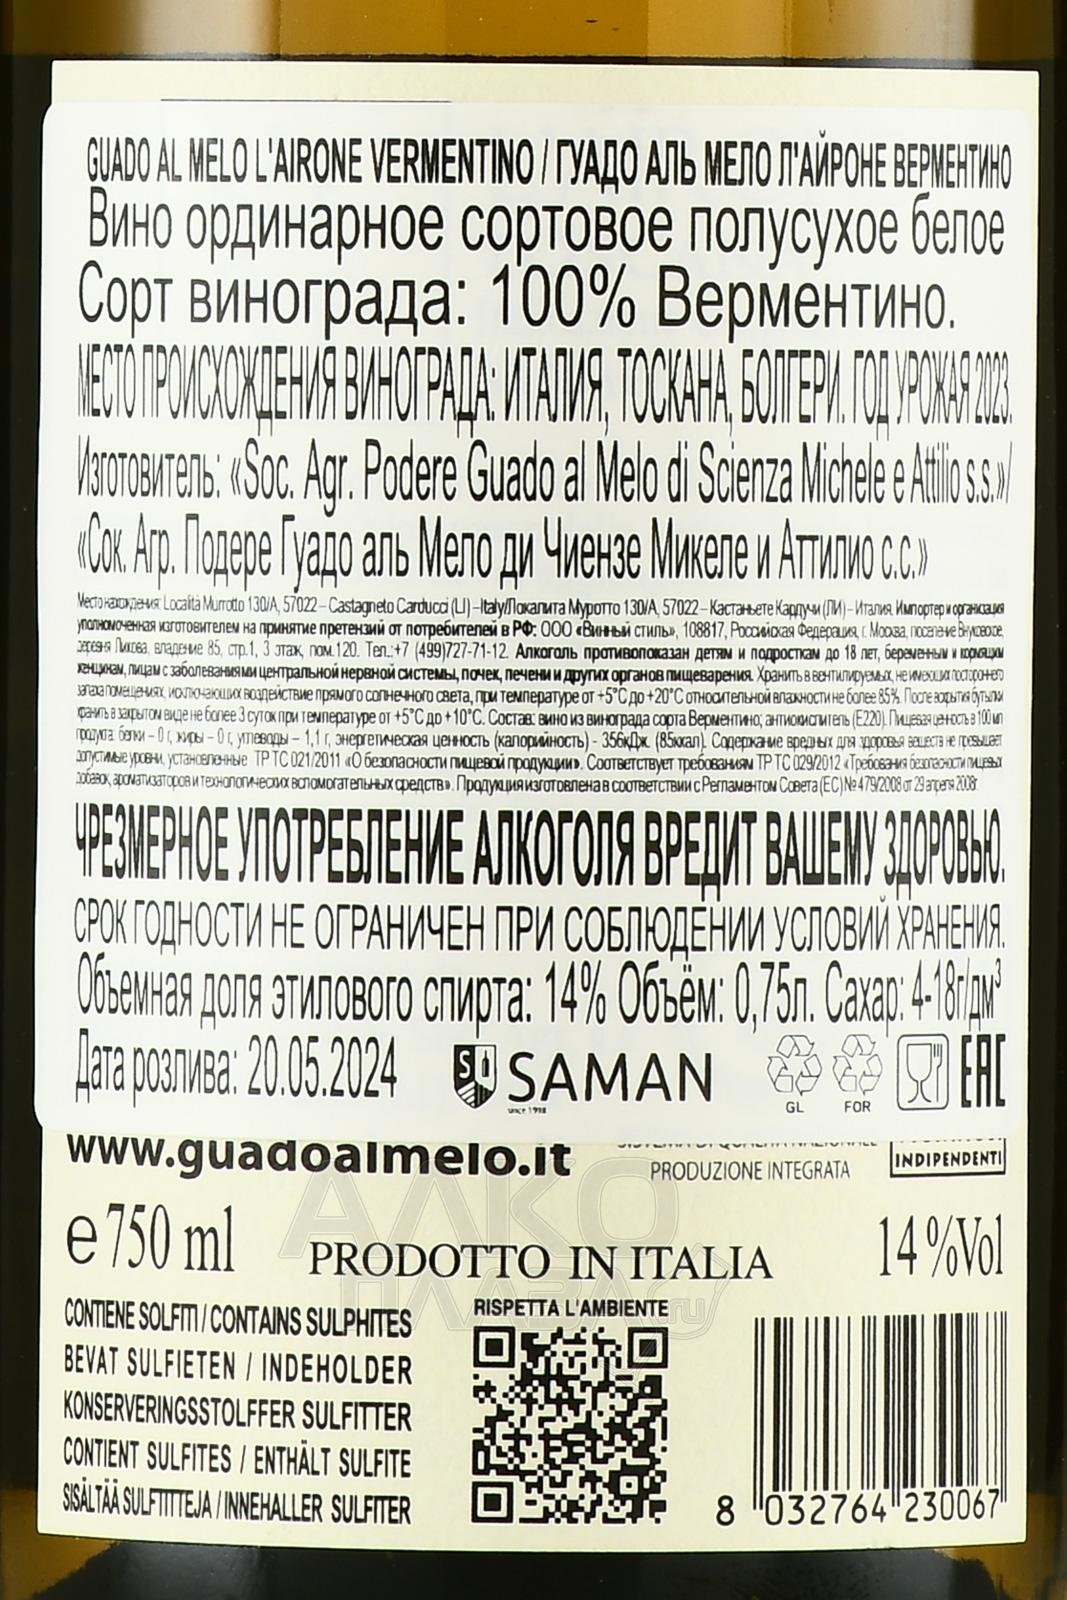 GUADO AL MELO L'AIRONE VERMENTINO / ГУАДО АЛЬ МЕЛО Л'АЙРОНЕ ВЕРМЕНТИНО
Вино ординарное сортовое полусухое белое
Сорт винограда: 100% Верментино.
МЕСТО ПРОИСХОЖДЕНИЯ ВИНОГРАДА: ИТАЛИЯ, ТОСКАНА, БОЛГЕРИ. ГОД УРОЖАЯ 2023.
Изготовитель: «Soc. Agr. Podere Guado al Melo di Scienza Michele e Attilio s.s.»/
«Сок. Агр. Подере Гуадо аль Мело ди Чиензе Микеле и Аттилио с.с.»
Место нахождения: Località Murrotto 130/A, 57022 – Castagneto Carducci (LI) –Italy/Локалита Муротто 130/А, 57022 – Кастаньете Кардучи (ЛИ) – Италия. Импортер и организация
уполномоченная изготовителем на принятие претензий от потребителей в РФ: ООО «Винный стиль», 108817, Российская Федерация, г. Москва, поселение Внуковское,
деревня Ликова, владение 85, стр.1, 3 этаж, пом.120. Тел.:+7 (499)727-71-12. Алкоголь противопоказан детям и подросткам до 18 лет, беременным и кормящим
женщинам, лицам с заболеваниями центральной нервной системы, почек, печени и других органов пищеварения. Хранить в вентилируемых, не имеющих постороннего
запаха помещениях, исключающих воздействие прямого солнечного света, при температуре от +5°С до +20°С относительной влажности не более 85%. После вскрытия бутылки
хранить в закрытом виде не более 3 суток при температуре от +5°С до +10°С. Состав: вино из винограда сорта Верментино; антиокислитель (Е220). Пищевая ценность в 100 мл
продукта: белки – 0 г, жиры – 0 г, углеводы – 1,1 г, энергетическая ценность (калорийность) - 356кДж. (85ккал). Содержание вредных для здоровья веществ не превышает
допустимые уровни, установленные ТР ТС 021/2011 «О безопасности пищевой продукции». Соответствует требованиям ТР ТС 029/2012 «Требования безопасности пищевых
добавок, ароматизаторов и технологических вспомогательных средств». Продукция изготовлена в соответствии с Регламентом Совета (ЕС) № 479/2008 от 29 апреля 2008г.
ЧРЕЗМЕРНОЕ УПОТРЕБЛЕНИЕ АЛКОГОЛЯ ВРЕДИТ ВАШЕМУ ЗДОРОВЬЮ.
СРОК ГОДНОСТИ НЕ ОГРАНИЧЕН ПРИ СОБЛЮДЕНИИ УСЛОВИЙ ХРАНЕНИЯ.
Объемная доля этилового спирта: 14% Объём: 0,75л. Сахар: 4-18г/дм³
Дата розлива: 20.05.2024 SAMAN EAC
since 1998 GL FOR
www.guadoalmelo.it SISTEMA DI QUALITÀ NAZIONALE
PRODUZIONE INTEGRATA INDIPENDENTI
℮ 750 ml PRODOTTO IN ITALIA 14 %Vol
CONTIENE SOLFITI / CONTAINS SULPHITES
BEVAT SULFIETEN / INDEHOLDER
KONSERVERINGSSTOLFFER SULFITTER
CONTIENT SULFITES / ENTHÄLT SULFITE
SISÄLTÄÄ SULFTITTEJA / INNEHALLER SULFITER
RISPETTA L'AMBIENTE
8 032764 230067
АЛКО
ПЛАЗА.ru